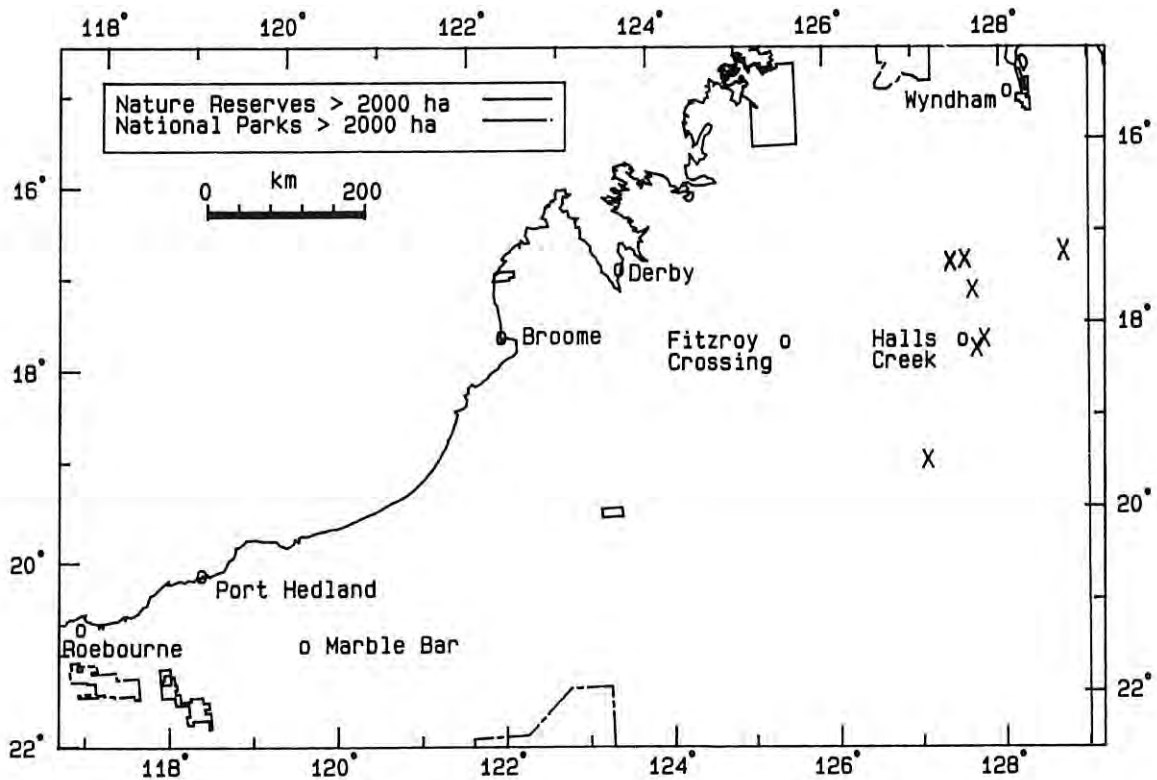 118° 120° 122° 124° 126° 128°
Nature Reserves > 2000 ha
National Parks > 2000 ha
km
0 200
Wyndham
16°
16°
Derby
Broome
Fitzroy
Crossing
Halls
Creek
18°
18°
X X X X X X X
20°
20°
Port Hedland
Roebourne
Marble Bar
22°
22°
118° 120° 122° 124° 126° 128°